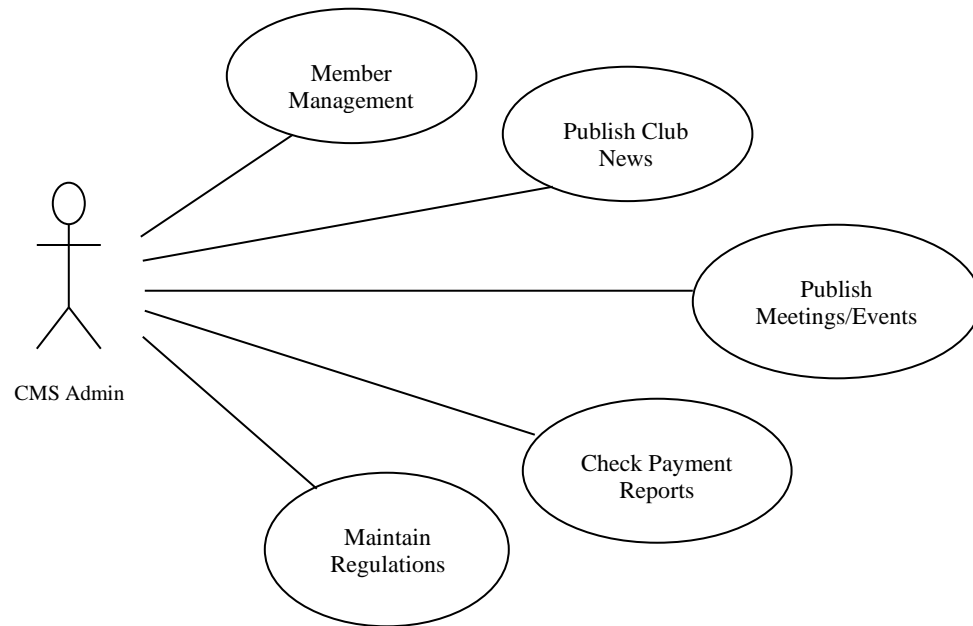 Member
Management
Publish Club
News
Publish
Meetings/Events
CMS Admin
Check Payment
Reports
Maintain
Regulations